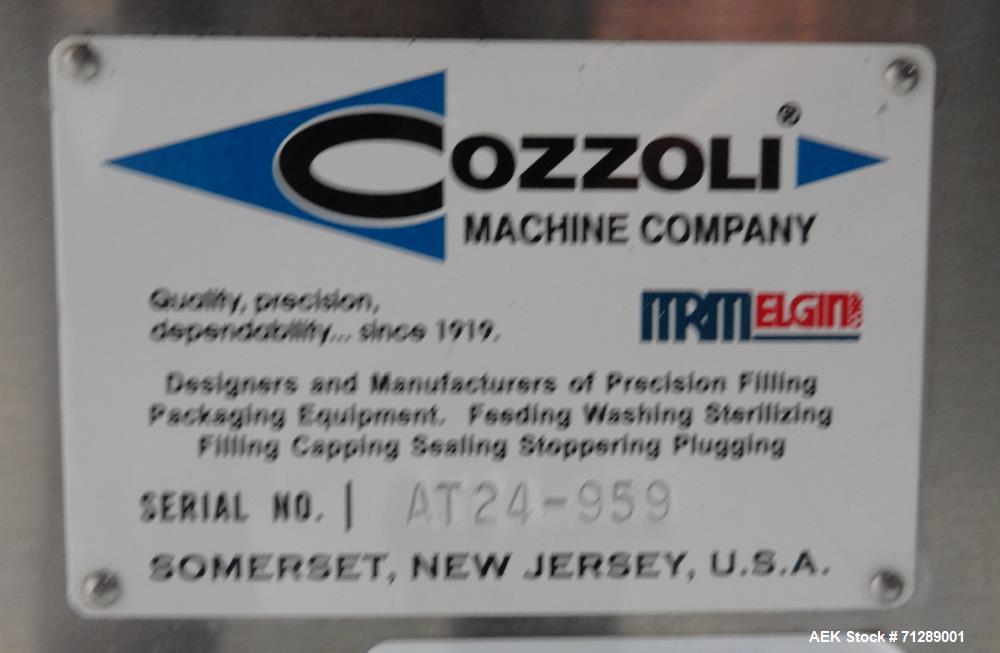 COZZOLI®
MACHINE COMPANY
Quality, precision,
dependability... since 1919.
MRM ELGIN
Designers and Manufacturers of Precision Filling
Packaging Equipment. Feeding Washing Sterilizing
Filling Capping Sealing Stoppering Plugging
SERIAL NO. | AT24-959
SOMERSET, NEW JERSEY, U.S.A.
AEK Stock # 71289001